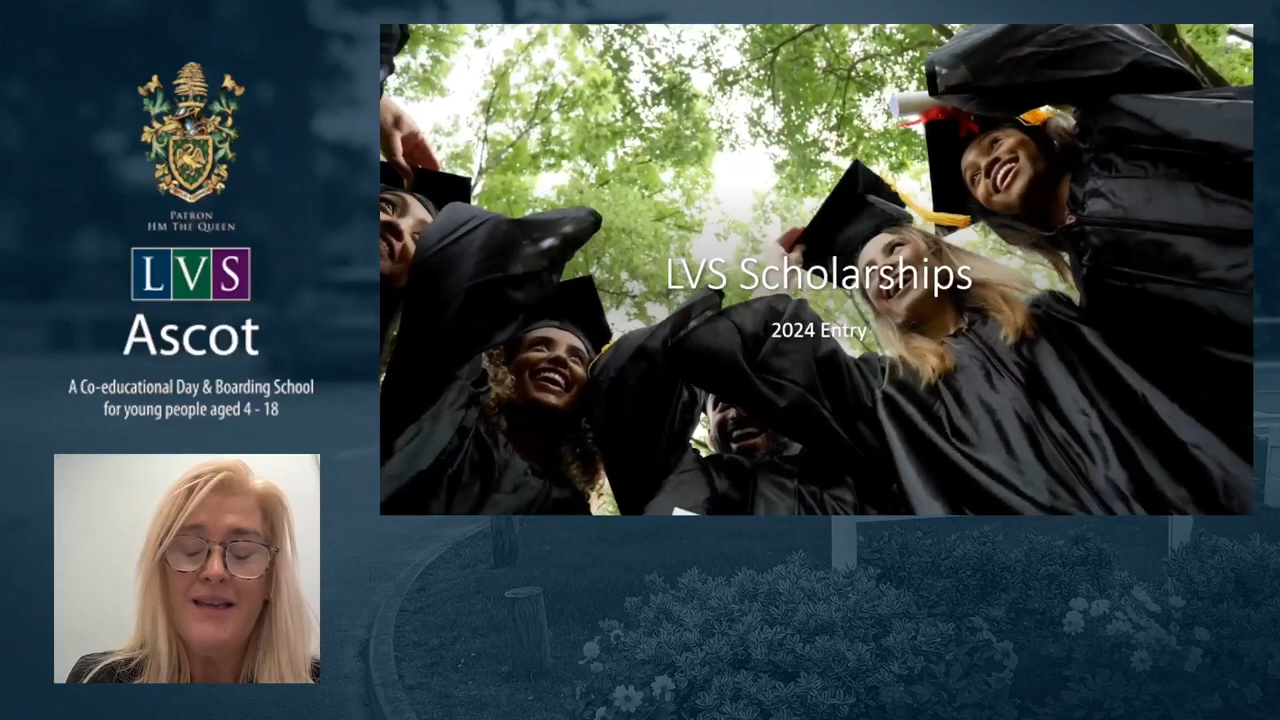 PATRON
HM THE QUEEN
LVS
Ascot
A Co-educational Day & Boarding School
for young people aged 4 - 18
LVS Scholarships
2024 Entry